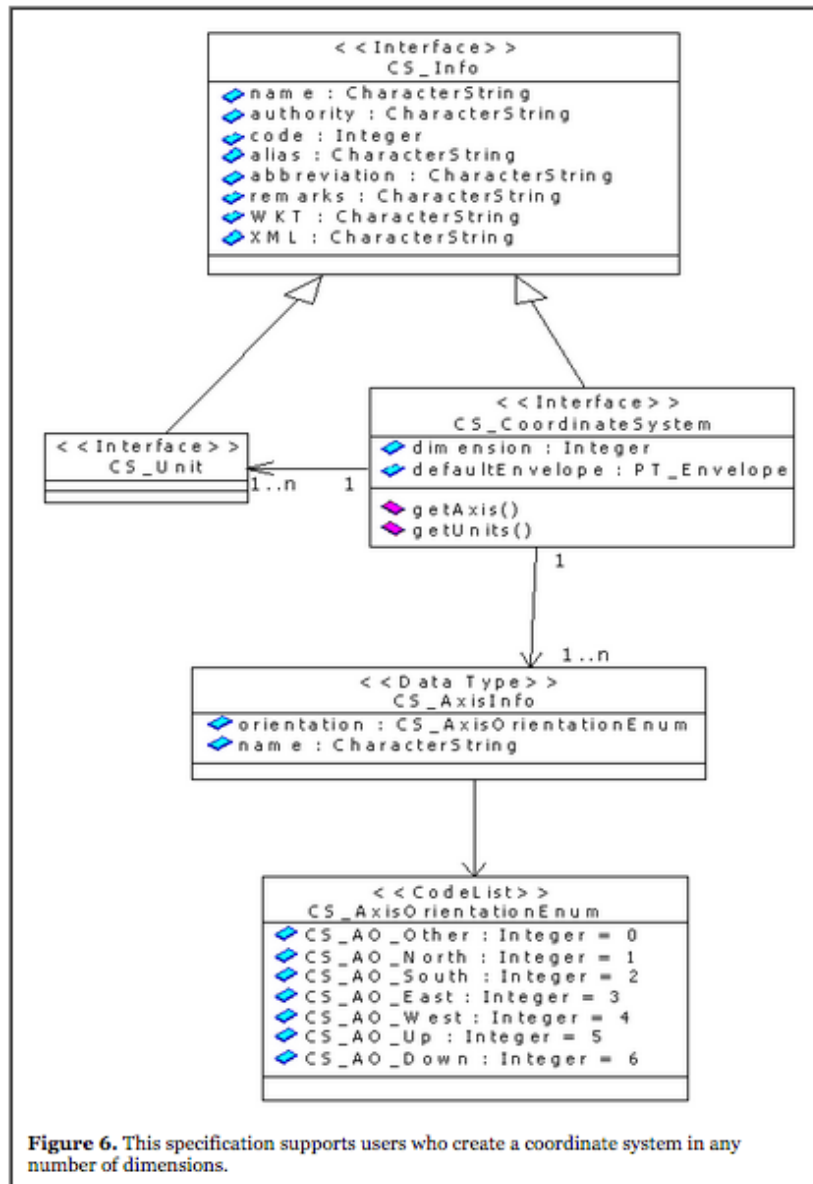 < <Interface> >
CS_Info
name : CharacterString
authority : CharacterString
code : Integer
alias : CharacterString
abbreviation : CharacterString
remarks : CharacterString
WKT : CharacterString
XML : CharacterString
< <Interface> >
CS_CoordinateSystem
dimension : Integer
defaultEnvelope : PT_Envelope
getAxis()
getUnits()
< <Interface> >
CS_Unit
1..n
1
1
1..n
< <Data Type> >
CS_AxisInfo
orientation : CS_AxisOrientationEnum
name : CharacterString
< <CodeList> >
CS_AxisOrientationEnum
CS_AO_Other : Integer = 0
CS_AO_North : Integer = 1
CS_AO_South : Integer = 2
CS_AO_East : Integer = 3
CS_AO_West : Integer = 4
CS_AO_Up : Integer = 5
CS_AO_Down : Integer = 6
Figure 6. This specification supports users who create a coordinate system in any
number of dimensions.